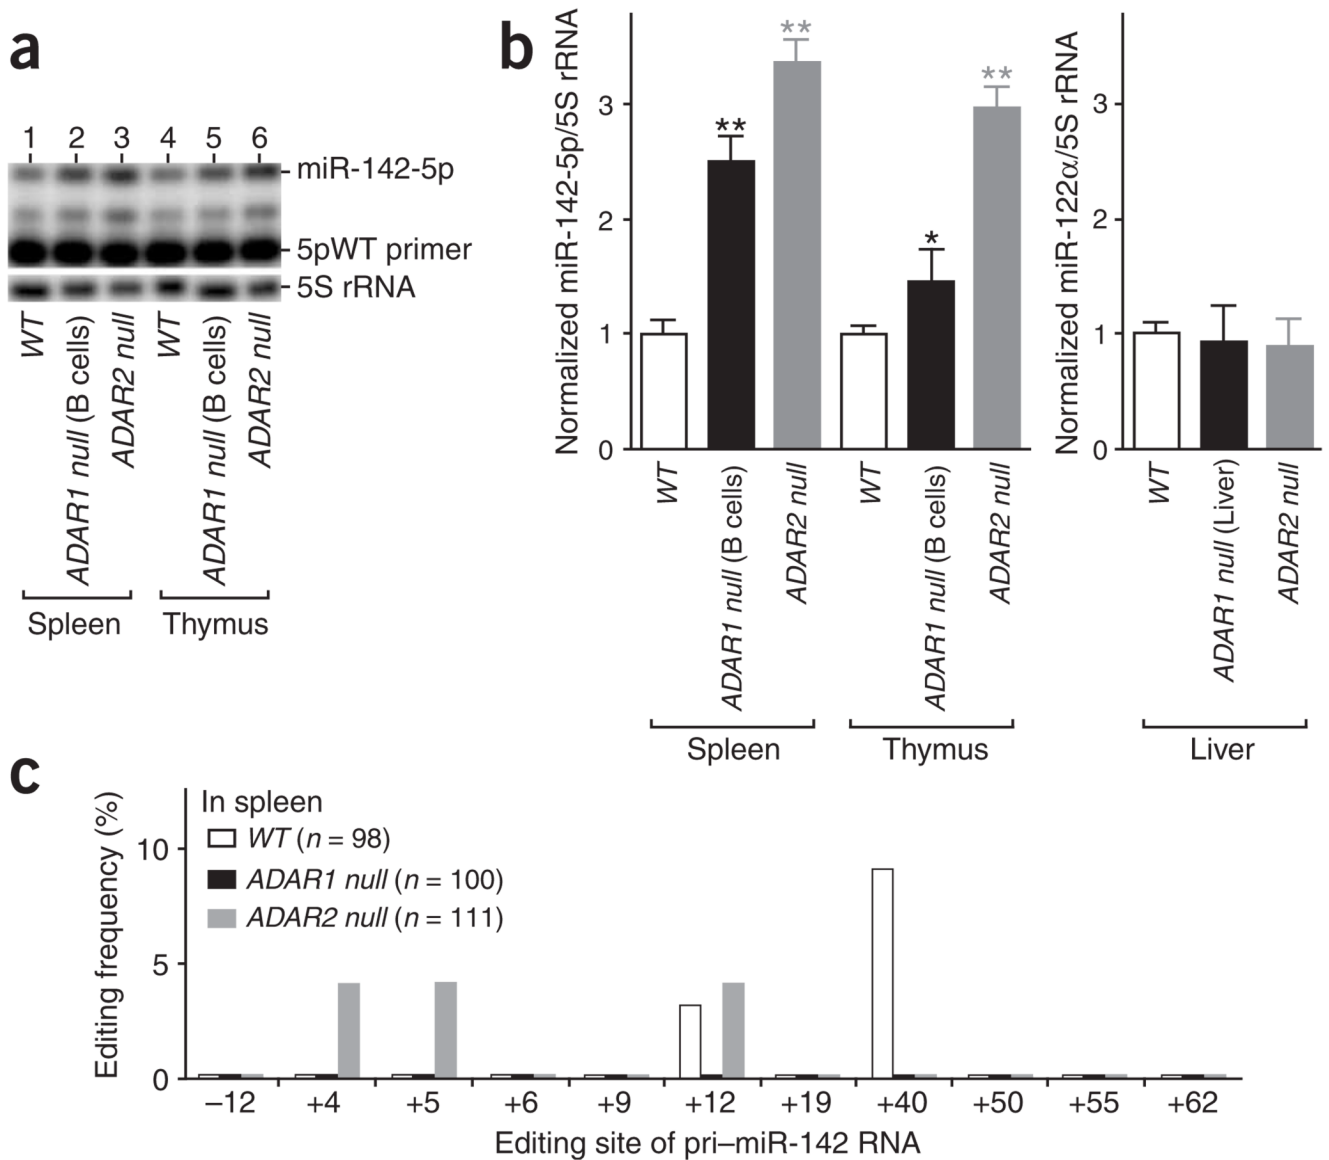 a
1 2 3 4 5 6
miR-142-5p
5pWT primer
5S rRNA
WT
ADAR1 null (B cells)
ADAR2 null
WT
ADAR1 null (B cells)
ADAR2 null
Spleen
Thymus
b
Normalized miR-142-5p/5S rRNA
3
2
1
0
**
**
*
**
WT
ADAR1 null (B cells)
ADAR2 null
WT
ADAR1 null (B cells)
ADAR2 null
Spleen
Thymus
Normalized miR-122α/5S rRNA
3
2
1
0
WT
ADAR1 null (Liver)
ADAR2 null
Liver
c
Editing frequency (%)
10
5
0
In spleen
WT (n = 98)
ADAR1 null (n = 100)
ADAR2 null (n = 111)
–12 +4 +5 +6 +9 +12 +19 +40 +50 +55 +62
Editing site of pri–miR-142 RNA